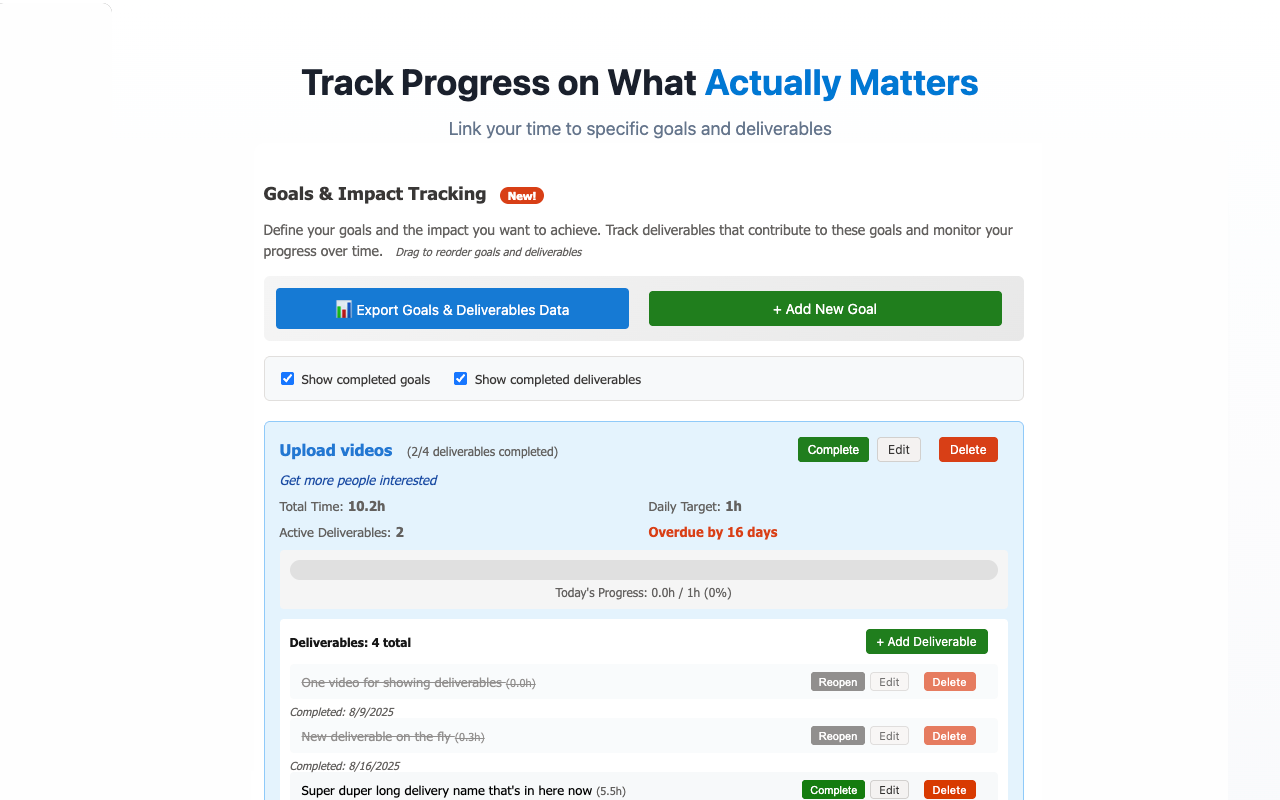 Track Progress on What Actually Matters
Link your time to specific goals and deliverables
Goals & Impact Tracking New!
Define your goals and the impact you want to achieve. Track deliverables that contribute to these goals and monitor your
progress over time. Drag to reorder goals and deliverables
📊 Export Goals & Deliverables Data + Add New Goal
Show completed goals Show completed deliverables
Upload videos (2/4 deliverables completed) Complete Edit Delete
Get more people interested
Total Time: 10.2h Daily Target: 1h
Active Deliverables: 2 Overdue by 16 days
Today's Progress: 0.0h / 1h (0%)
Deliverables: 4 total + Add Deliverable
One video for showing deliverables (0.0h) Reopen Edit Delete
Completed: 8/9/2025
New deliverable on the fly (0.3h) Reopen Edit Delete
Completed: 8/16/2025
Super duper long delivery name that's in here now (5.5h) Complete Edit Delete